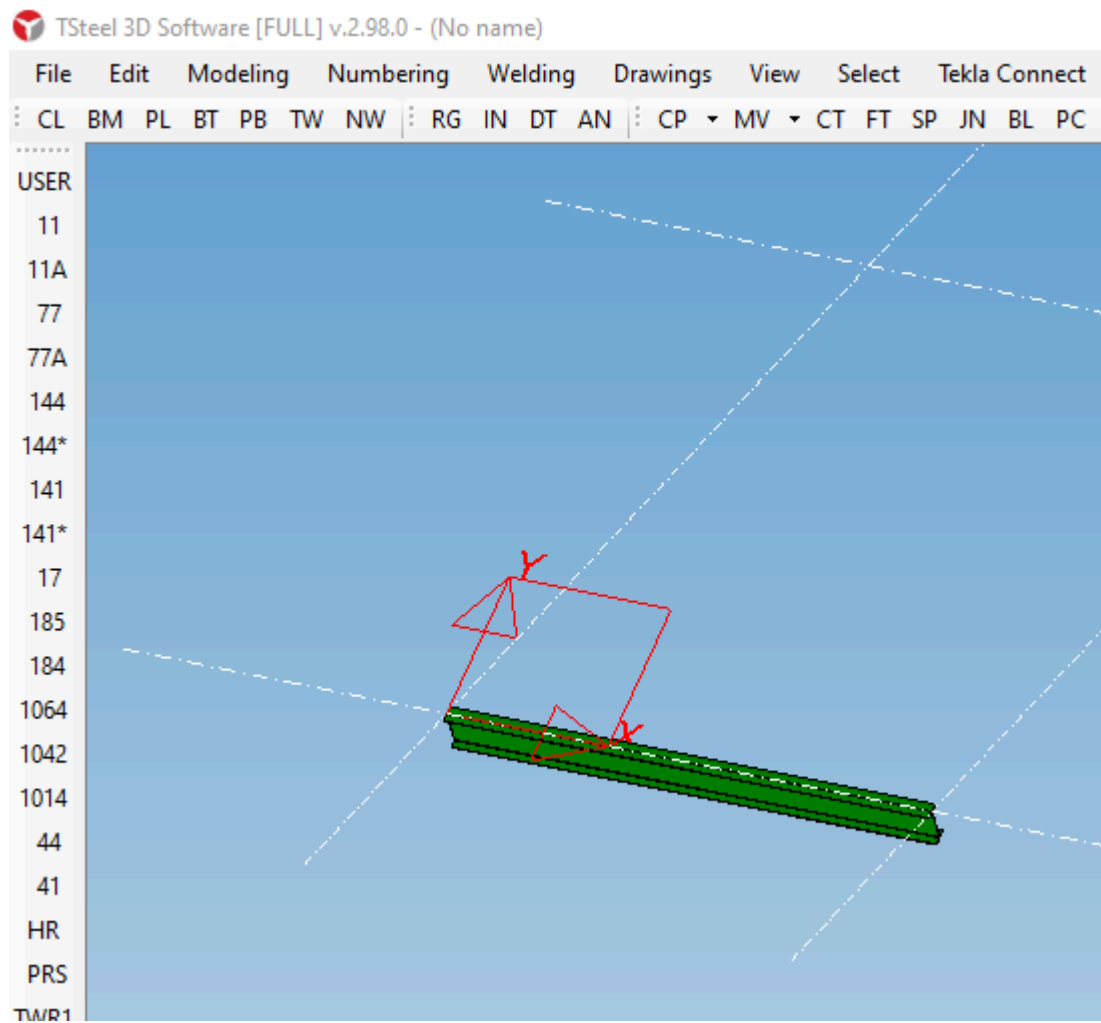 TSteel 3D Software [FULL] v.2.98.0 - (No name)
File Edit Modeling Numbering Welding Drawings View Select Tekla Connect
CL BM PL BT PB TW NW RG IN DT AN CP MV CT FT SP JN BL PC
USER
11
11A
77
77A
144
144*
141
141*
17
185
184
1064
1042
1014
44
41
HR
PRS
TWR1
Y
X